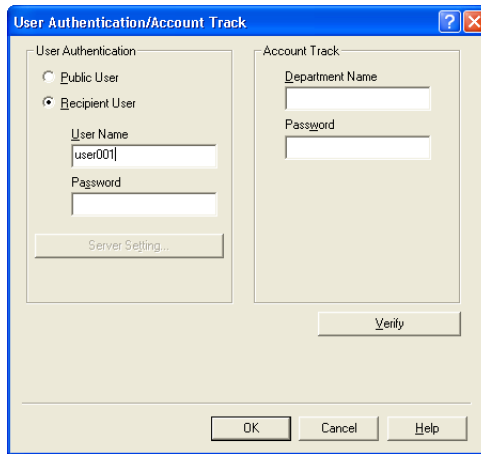 User Authentication/Account Track
User Authentication
Public User
Recipient User
User Name
user001
Password
Server Setting...
Account Track
Department Name
Password
Verify
OK
Cancel
Help